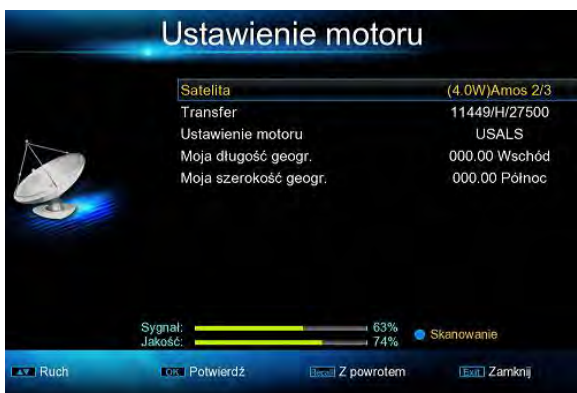 Ustawienie motoru
Satelita (4.0W)Amos 2/3
Transfer 11449/H/27500
Ustawienie motoru USALS
Moja długość geogr. 000.00 Wschód
Moja szerokość geogr. 000.00 Północ
Sygnał: 63%
Jakość: 74%
Skanowanie
▲▼ Ruch OK Potwierdź Recall Z powrotem Exit Zamknij